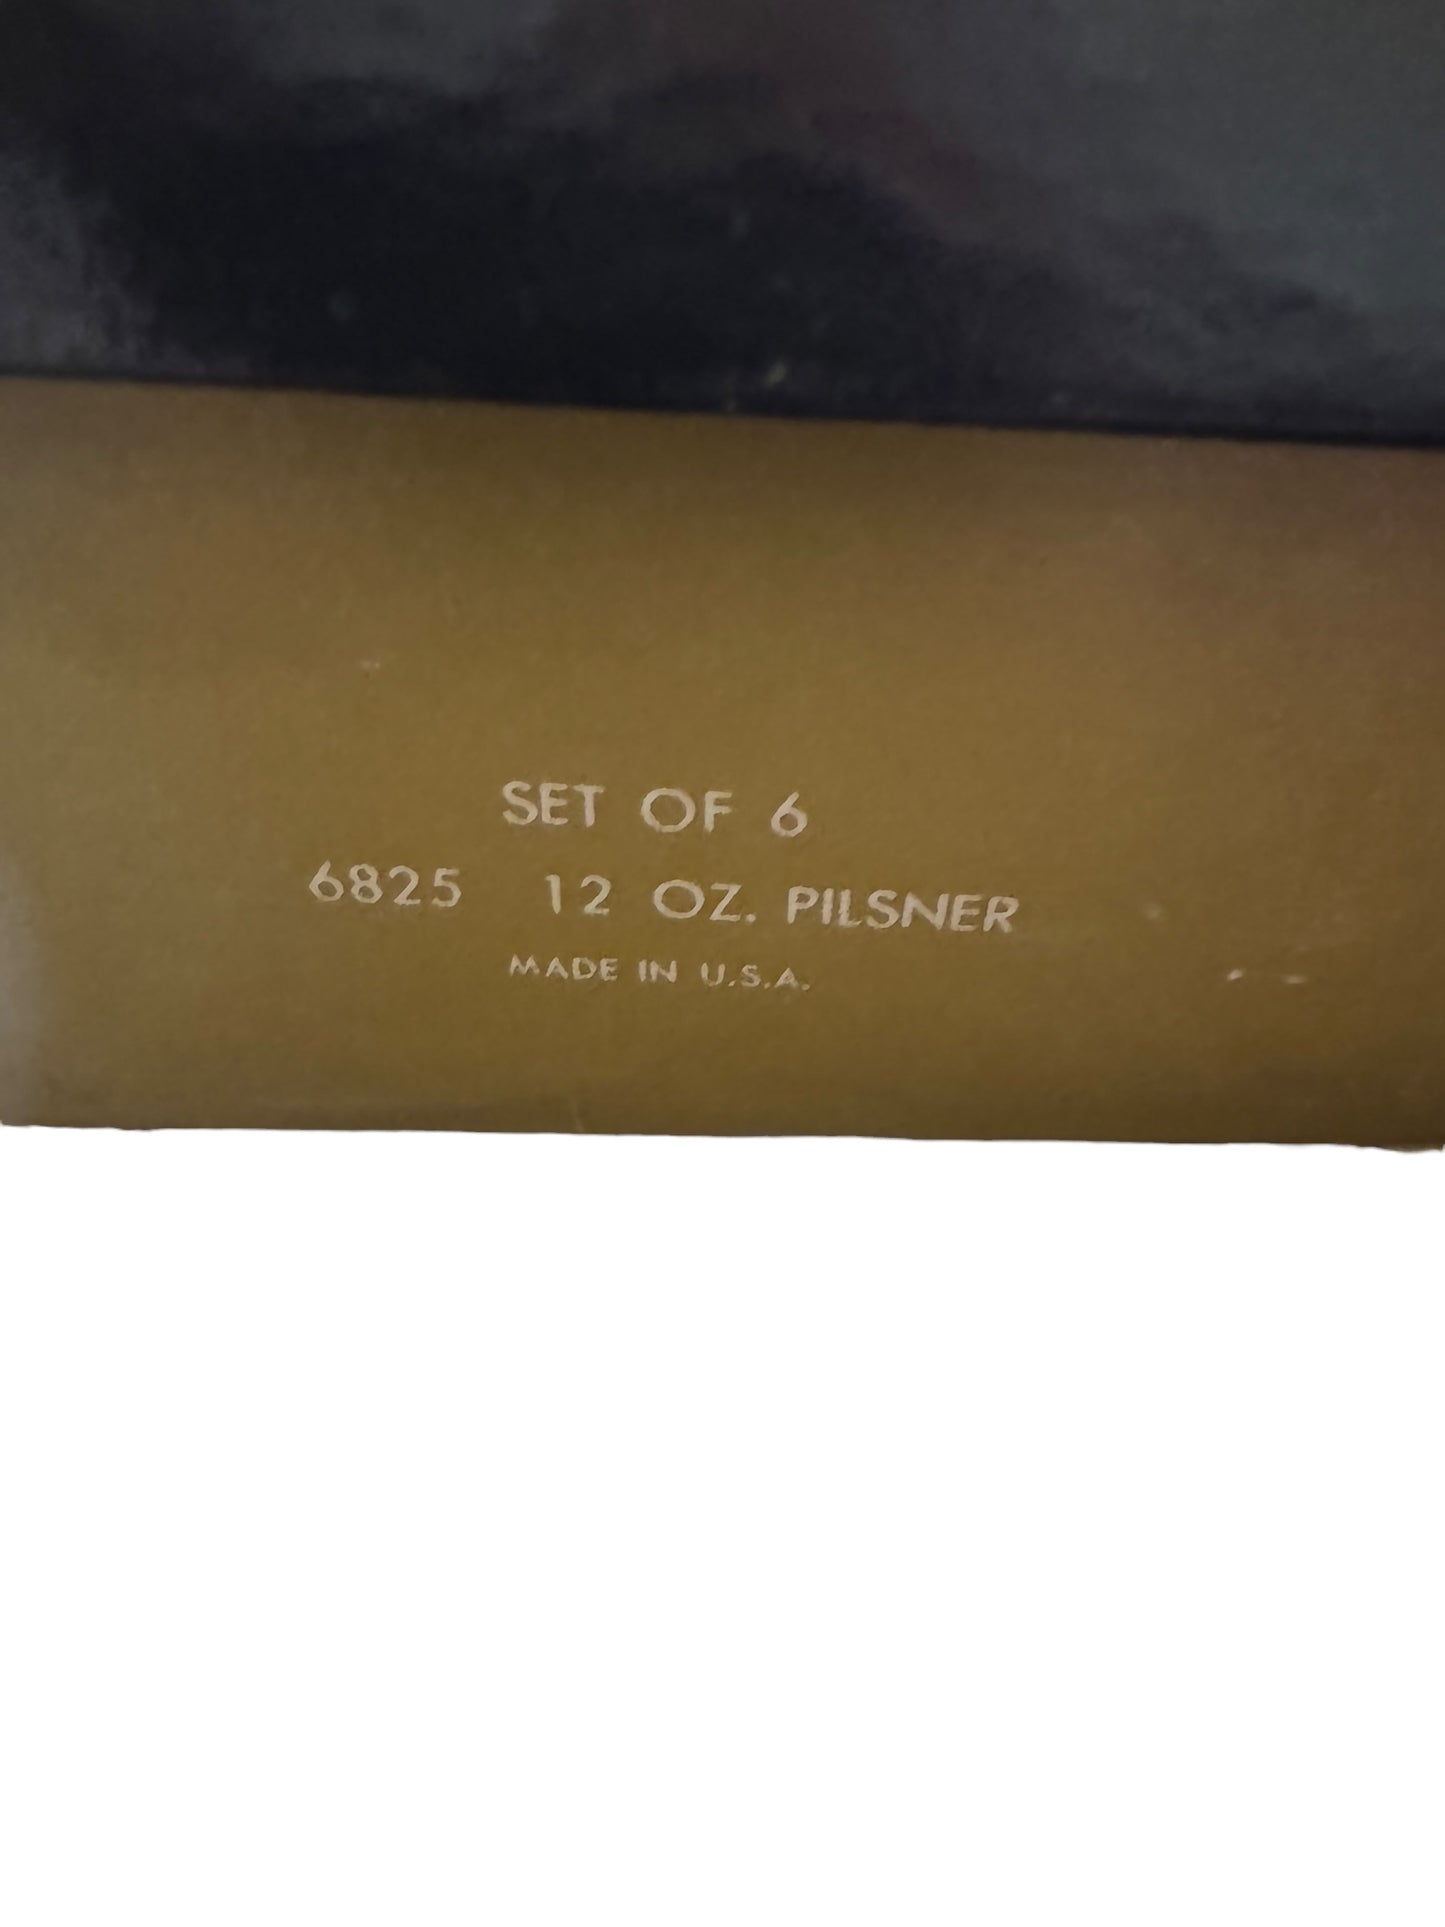 SET OF 6
6825 12 OZ. PILSNER
MADE IN U.S.A.